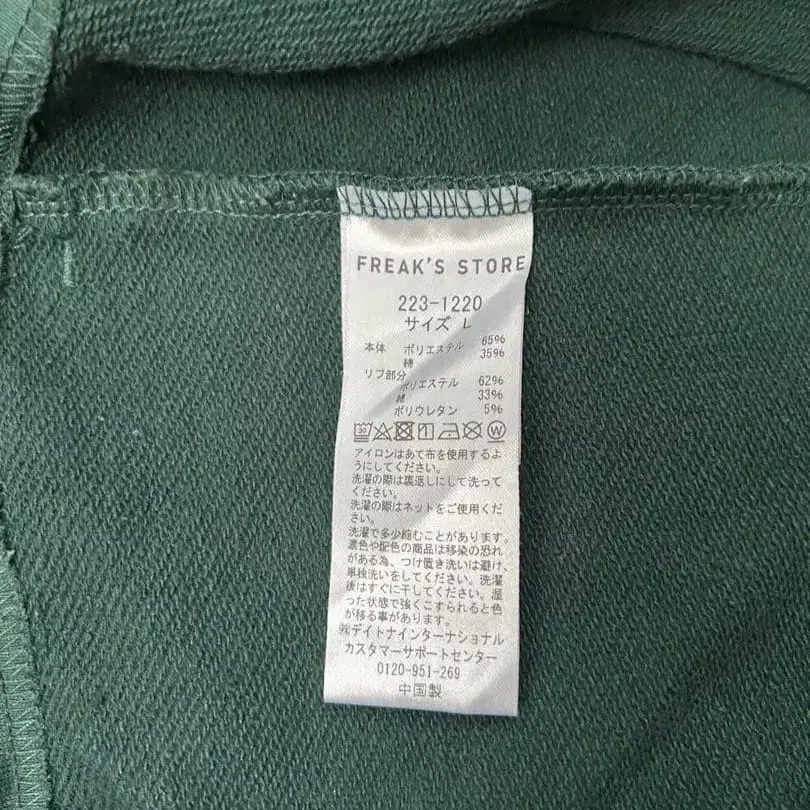 FREAK'S STORE
223-1220
サイズ L
本体 ポリエステル 65%
綿 35%
リブ部分
ポリエステル 62%
綿 33%
ポリウレタン 5%
アイロンはあて布を使用するよ
うにしてください。
洗濯の際は裏返しにして洗って
ください。
洗濯の際はネットをご使用くだ
さい。
洗濯で多少縮むことがあります。
濃色や配色の商品は移染の恐れ
がある為、つけ置き洗いは避け、
単独洗いをしてください。洗濯
後はすぐに干してください。湿
った状態で強くこすられると色
が移る事があります。
㈱デイトナインターナショナル
カスタマーサポートセンター
0120-951-269
中国製